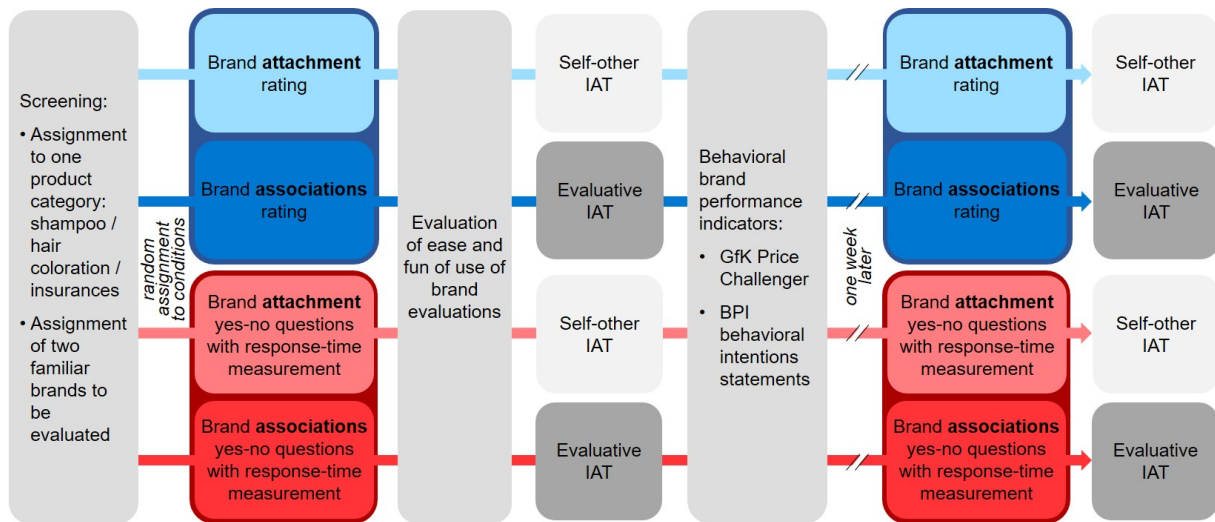 Screening:
• Assignment
to one
product
category:
shampoo /
hair
coloration /
insurances
• Assignment
of two
familiar
brands to
be
evaluated
random
assignment
to conditions
Brand attachment
rating
Brand associations
rating
Brand attachment
yes-no questions
with response-time
measurement
Brand associations
yes-no questions
with response-time
measurement
Evaluation
of ease and
fun of use of
brand
evaluations
Self-other
IAT
Evaluative
IAT
Self-other
IAT
Evaluative
IAT
Behavioral
brand
performance
indicators:
• GfK Price
Challenger
• BPI
behavioral
intentions
statements
one week
later
Brand attachment
rating
Brand associations
rating
Brand attachment
yes-no questions
with response-time
measurement
Brand associations
yes-no questions
with response-time
measurement
Self-other
IAT
Evaluative
IAT
Self-other
IAT
Evaluative
IAT